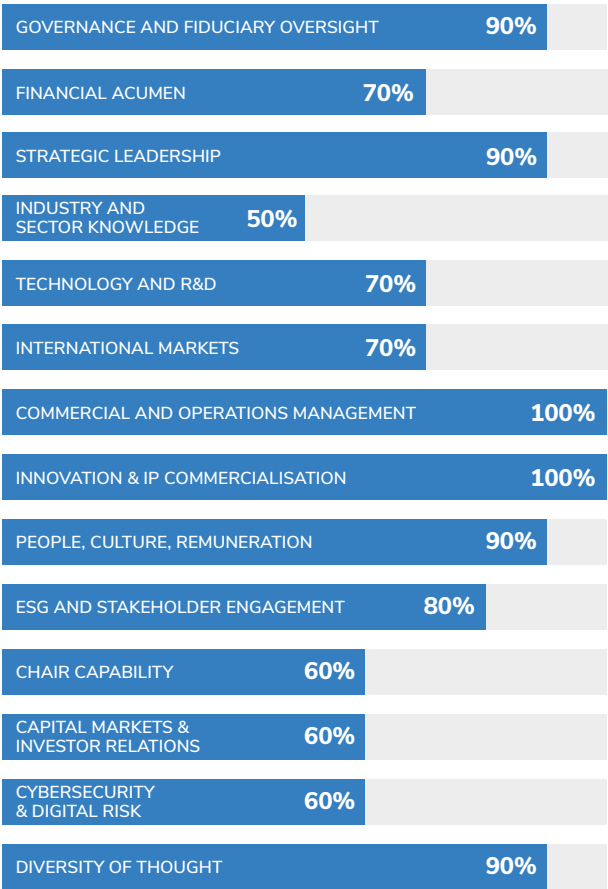 GOVERNANCE AND FIDUCIARY OVERSIGHT 90%
FINANCIAL ACUMEN 70%
STRATEGIC LEADERSHIP 90%
INDUSTRY AND
SECTOR KNOWLEDGE 50%
TECHNOLOGY AND R&D 70%
INTERNATIONAL MARKETS 70%
COMMERCIAL AND OPERATIONS MANAGEMENT 100%
INNOVATION & IP COMMERCIALISATION 100%
PEOPLE, CULTURE, REMUNERATION 90%
ESG AND STAKEHOLDER ENGAGEMENT 80%
CHAIR CAPABILITY 60%
CAPITAL MARKETS &
INVESTOR RELATIONS 60%
CYBERSECURITY
& DIGITAL RISK 60%
DIVERSITY OF THOUGHT 90%